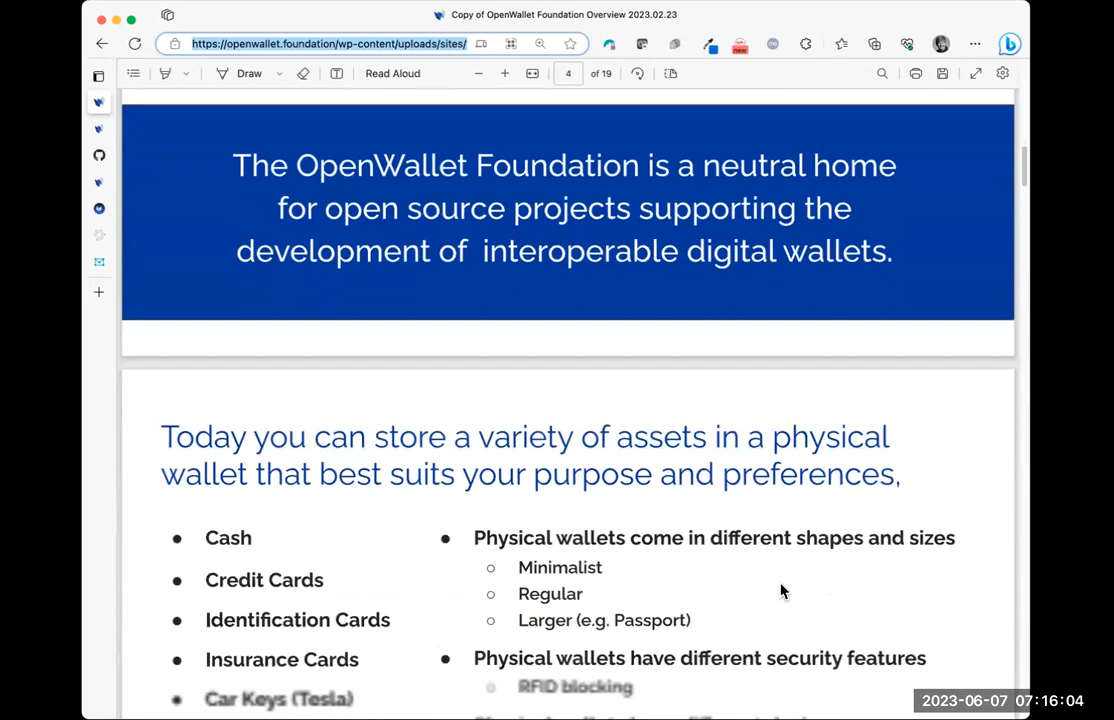 Copy of OpenWallet Foundation Overview 2023.02.23
https://openwallet.foundation/wp-content/uploads/sites/
new
Draw
Read Aloud
4 of 19
The OpenWallet Foundation is a neutral home
for open source projects supporting the
development of interoperable digital wallets.
Today you can store a variety of assets in a physical
wallet that best suits your purpose and preferences,
● Cash
● Credit Cards
● Identification Cards
● Insurance Cards
● Car Keys (Tesla)
● Physical wallets come in different shapes and sizes
○ Minimalist
○ Regular
○ Larger (e.g. Passport)
● Physical wallets have different security features
○ RFID blocking
2023-06-07 07:16:04